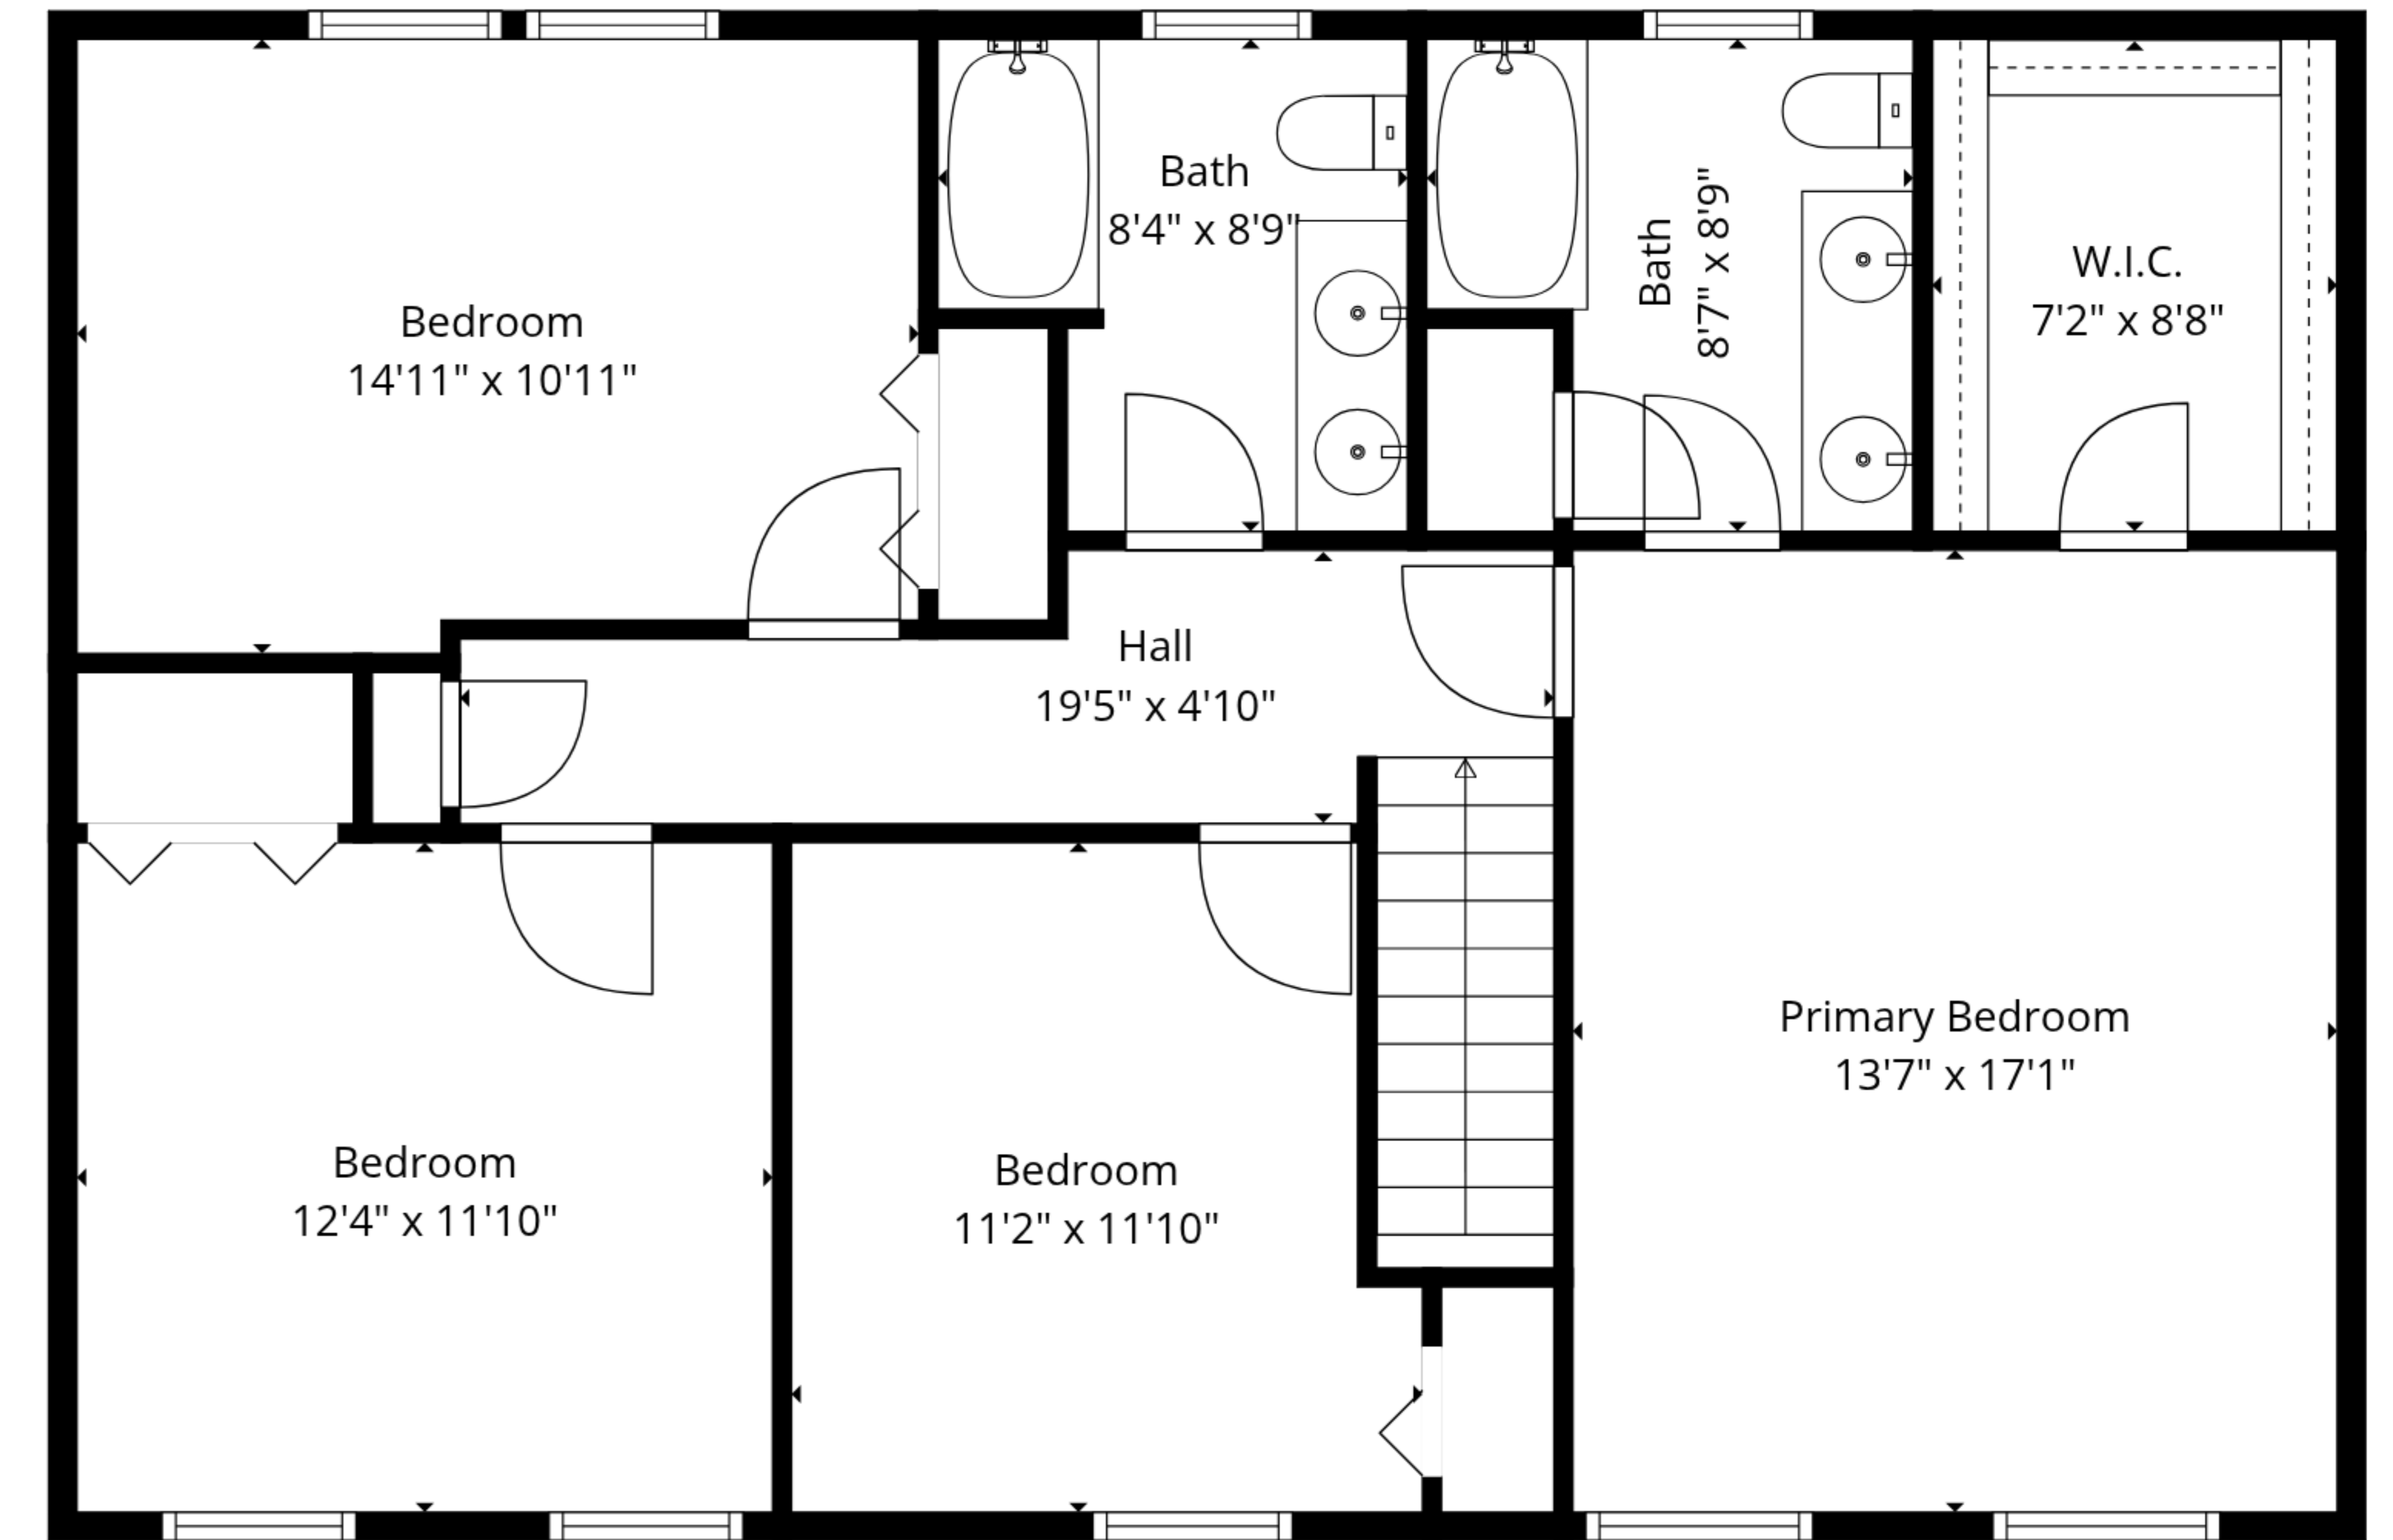 Bath
8'4" x 8'9"
Bath
8'7" x 8'9"
W.I.C.
7'2" x 8'8"
Bedroom
14'11" x 10'11"
Hall
19'5" x 4'10"
Primary Bedroom
13'7" x 17'1"
Bedroom
12'4" x 11'10"
Bedroom
11'2" x 11'10"